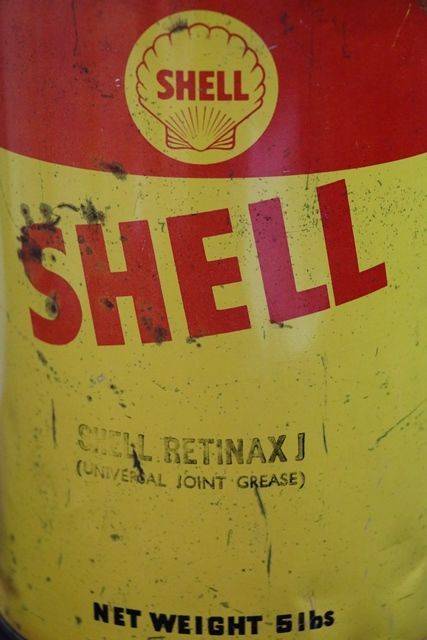 SHELL
SHELL
SHELL RETINAX J
(UNIVERSAL JOINT GREASE)
NET WEIGHT 5lbs